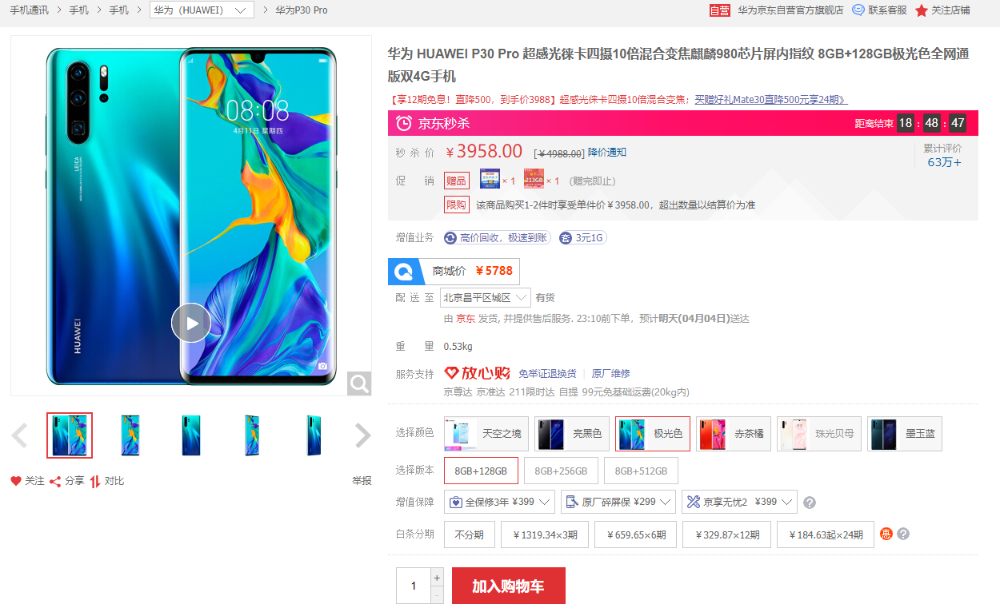 手机通讯 > 手机 > 手机 > 华为（HUAWEI） > 华为P30 Pro
自营 华为京东自营官方旗舰店 联系客服 关注店铺
华为 HUAWEI P30 Pro 超感光徕卡四摄10倍混合变焦麒麟980芯片屏内指纹 8GB+128GB极光色全网通
版双4G手机
【享12期免息！直降500，到手价3988】超感光徕卡四摄10倍混合变焦；买赠好礼Mate30直降500元享24期》
京东秒杀 距离结束 18 : 48 : 47
秒 杀 价 ￥3958.00 [￥4988.00] 降价通知
累计评价
63万+
促 销 赠品 × 1 213GB × 1 (赠完即止)
限购 该商品购买1-2件时享受单件价￥3958.00，超出数量以结算价为准
增值业务 高价回收，极速到账 套 3元1G
商城价 ￥5788
配 送 至 北京昌平区城区 有货
由 京东 发货, 并提供售后服务. 23:10前下单，预计明天(04月04日)送达
重 量 0.53kg
服务支持 放心购 免举证退换货 原厂维修
京尊达 京准达 211限时达 自提 99元免基础运费(20kg内)
选择颜色 天空之境 亮黑色 极光色 赤茶橘 珠光贝母 墨玉蓝
选择版本 8GB+128GB 8GB+256GB 8GB+512GB
增值保障 全保修3年 ¥399 原厂碎屏保 ¥299 京享无忧2 ¥399 ?
白条分期 不分期 ￥1319.34×3期 ￥659.65×6期 ￥329.87×12期 ￥184.63起×24期 惠 ?
1 + -
加入购物车
08:08
4月11日 星期四
LEICA
HUAWEI
关注 分享 对比 举报